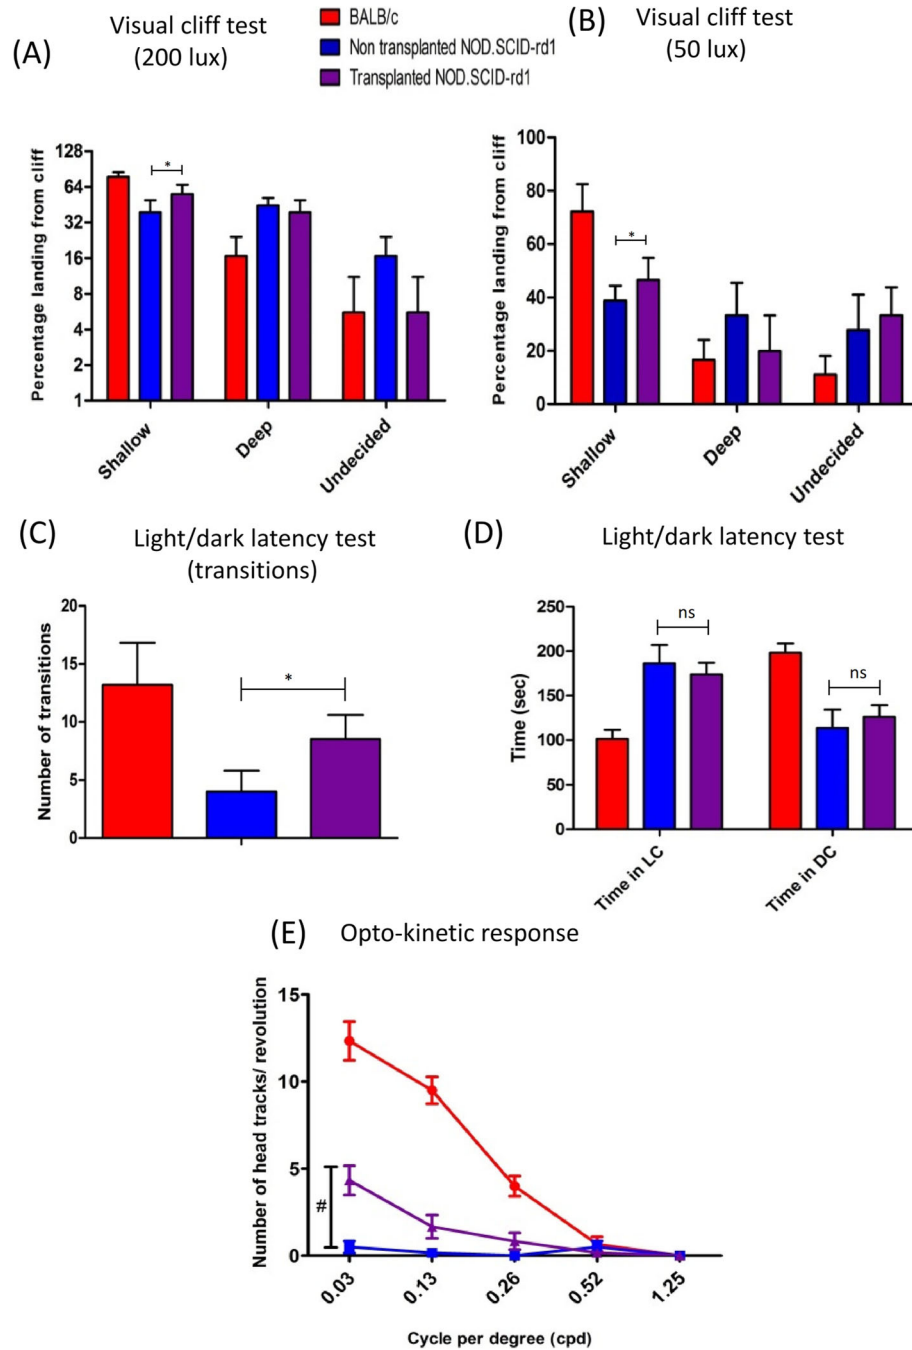 (A)
Visual cliff test
(200 lux)
BALB/c
Non transplanted NOD.SCID-rd1
Transplanted NOD.SCID-rd1
(B)
Visual cliff test
(50 lux)
Percentage landing from cliff
128
64
32
16
8
4
2
1
*
Shallow
Deep
Undecided
Percentage landing from cliff
100
80
60
40
20
0
*
Shallow
Deep
Undecided
(C)
Light/dark latency test
(transitions)
Number of transitions
20
15
10
5
0
*
(D)
Light/dark latency test
Time (sec)
250
200
150
100
50
0
ns
ns
Time in LC
Time in DC
(E)
Opto-kinetic response
Number of head tracks/ revolution
15
10
5
0
#
0.03
0.13
0.26
0.52
1.25
Cycle per degree (cpd)